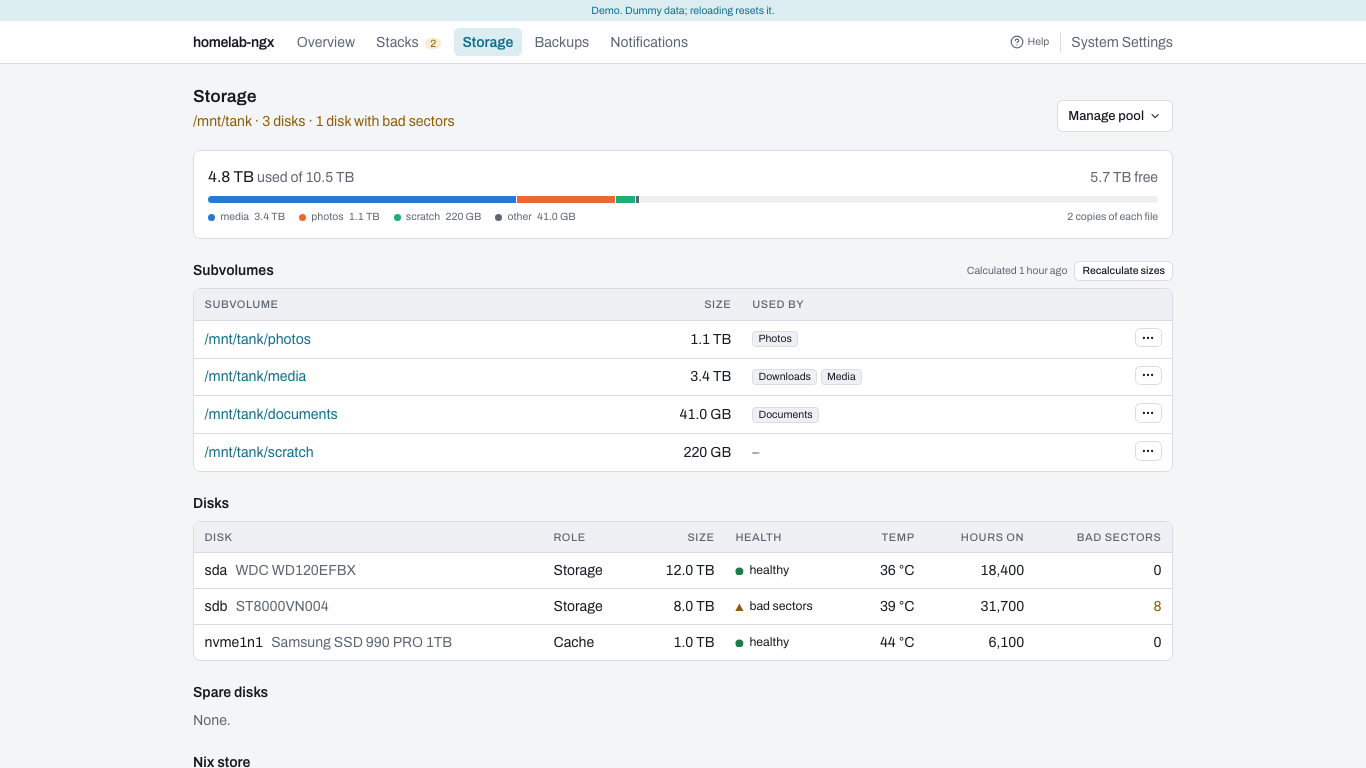 Demo. Dummy data; reloading resets it.
homelab-ngx Overview Stacks 2 Storage Backups Notifications Help System Settings
Storage
/mnt/tank · 3 disks · 1 disk with bad sectors
Manage pool
4.8 TB used of 10.5 TB 5.7 TB free
media 3.4 TB photos 1.1 TB scratch 220 GB other 41.0 GB 2 copies of each file
Subvolumes Calculated 1 hour ago Recalculate sizes
SUBVOLUME SIZE USED BY
/mnt/tank/photos 1.1 TB Photos ···
/mnt/tank/media 3.4 TB Downloads Media ···
/mnt/tank/documents 41.0 GB Documents ···
/mnt/tank/scratch 220 GB – ···
Disks
DISK ROLE SIZE HEALTH TEMP HOURS ON BAD SECTORS
sda WDC WD120EFBX Storage 12.0 TB healthy 36 °C 18,400 0
sdb ST8000VN004 Storage 8.0 TB bad sectors 39 °C 31,700 8
nvme1n1 Samsung SSD 990 PRO 1TB Cache 1.0 TB healthy 44 °C 6,100 0
Spare disks
None.
Nix store